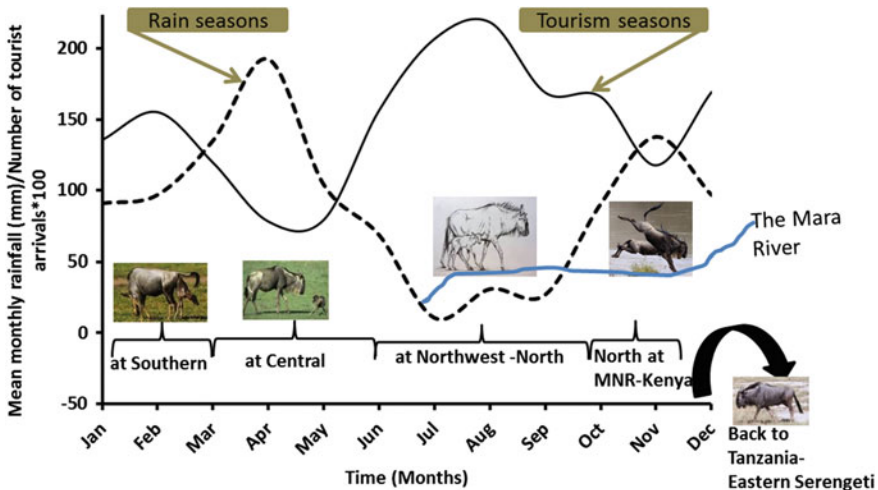 Rain seasons
Tourism seasons
Mean monthly rainfall (mm)/Number of tourist
arrivals*100
200
150
100
50
0
-50
The Mara
River
at Southern
at Central
at Northwest -North
North at
MNR-Kenya
Jan
Feb
Mar
Apr
May
Jun
Jul
Aug
Sep
Oct
Nov
Dec
Back to
Tanzania-
Eastern Serengeti
Time (Months)